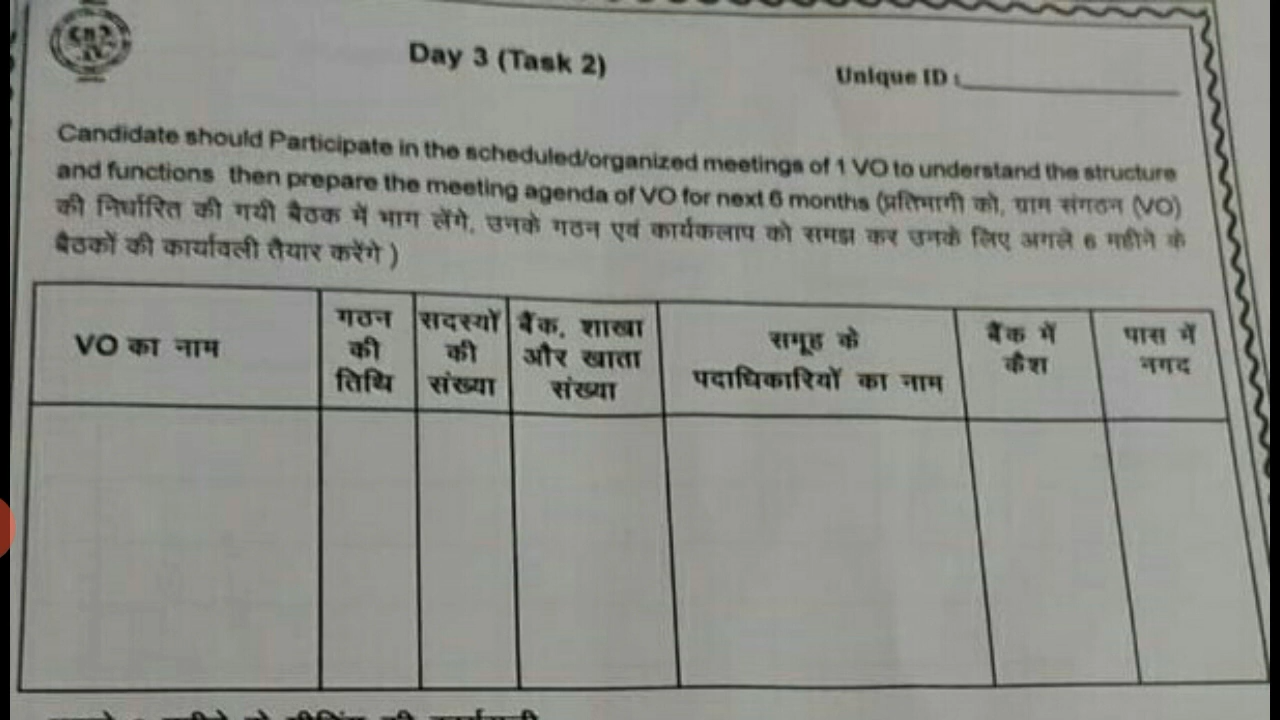 Day 3 (Task 2)
Unique ID :
Candidate should Participate in the scheduled/organized meetings of 1 VO to understand the structure
and functions then prepare the meeting agenda of VO for next 6 months (प्रतिभागी को, ग्राम संगठन (VO)
की निर्धारित की गयी बैठक में भाग लेंगे, उनके गठन एवं कार्यकलाप को समझ कर उनके लिए अगले 6 महीने के
बैठकों की कार्यावली तैयार करेंगे )
VO का नाम
गठन
की
तिथि
सदस्यों
की
संख्या
बैंक, शाखा
और खाता
संख्या
समूह के
पदाधिकारियों का नाम
बैंक में
कैश
पास में
नगद